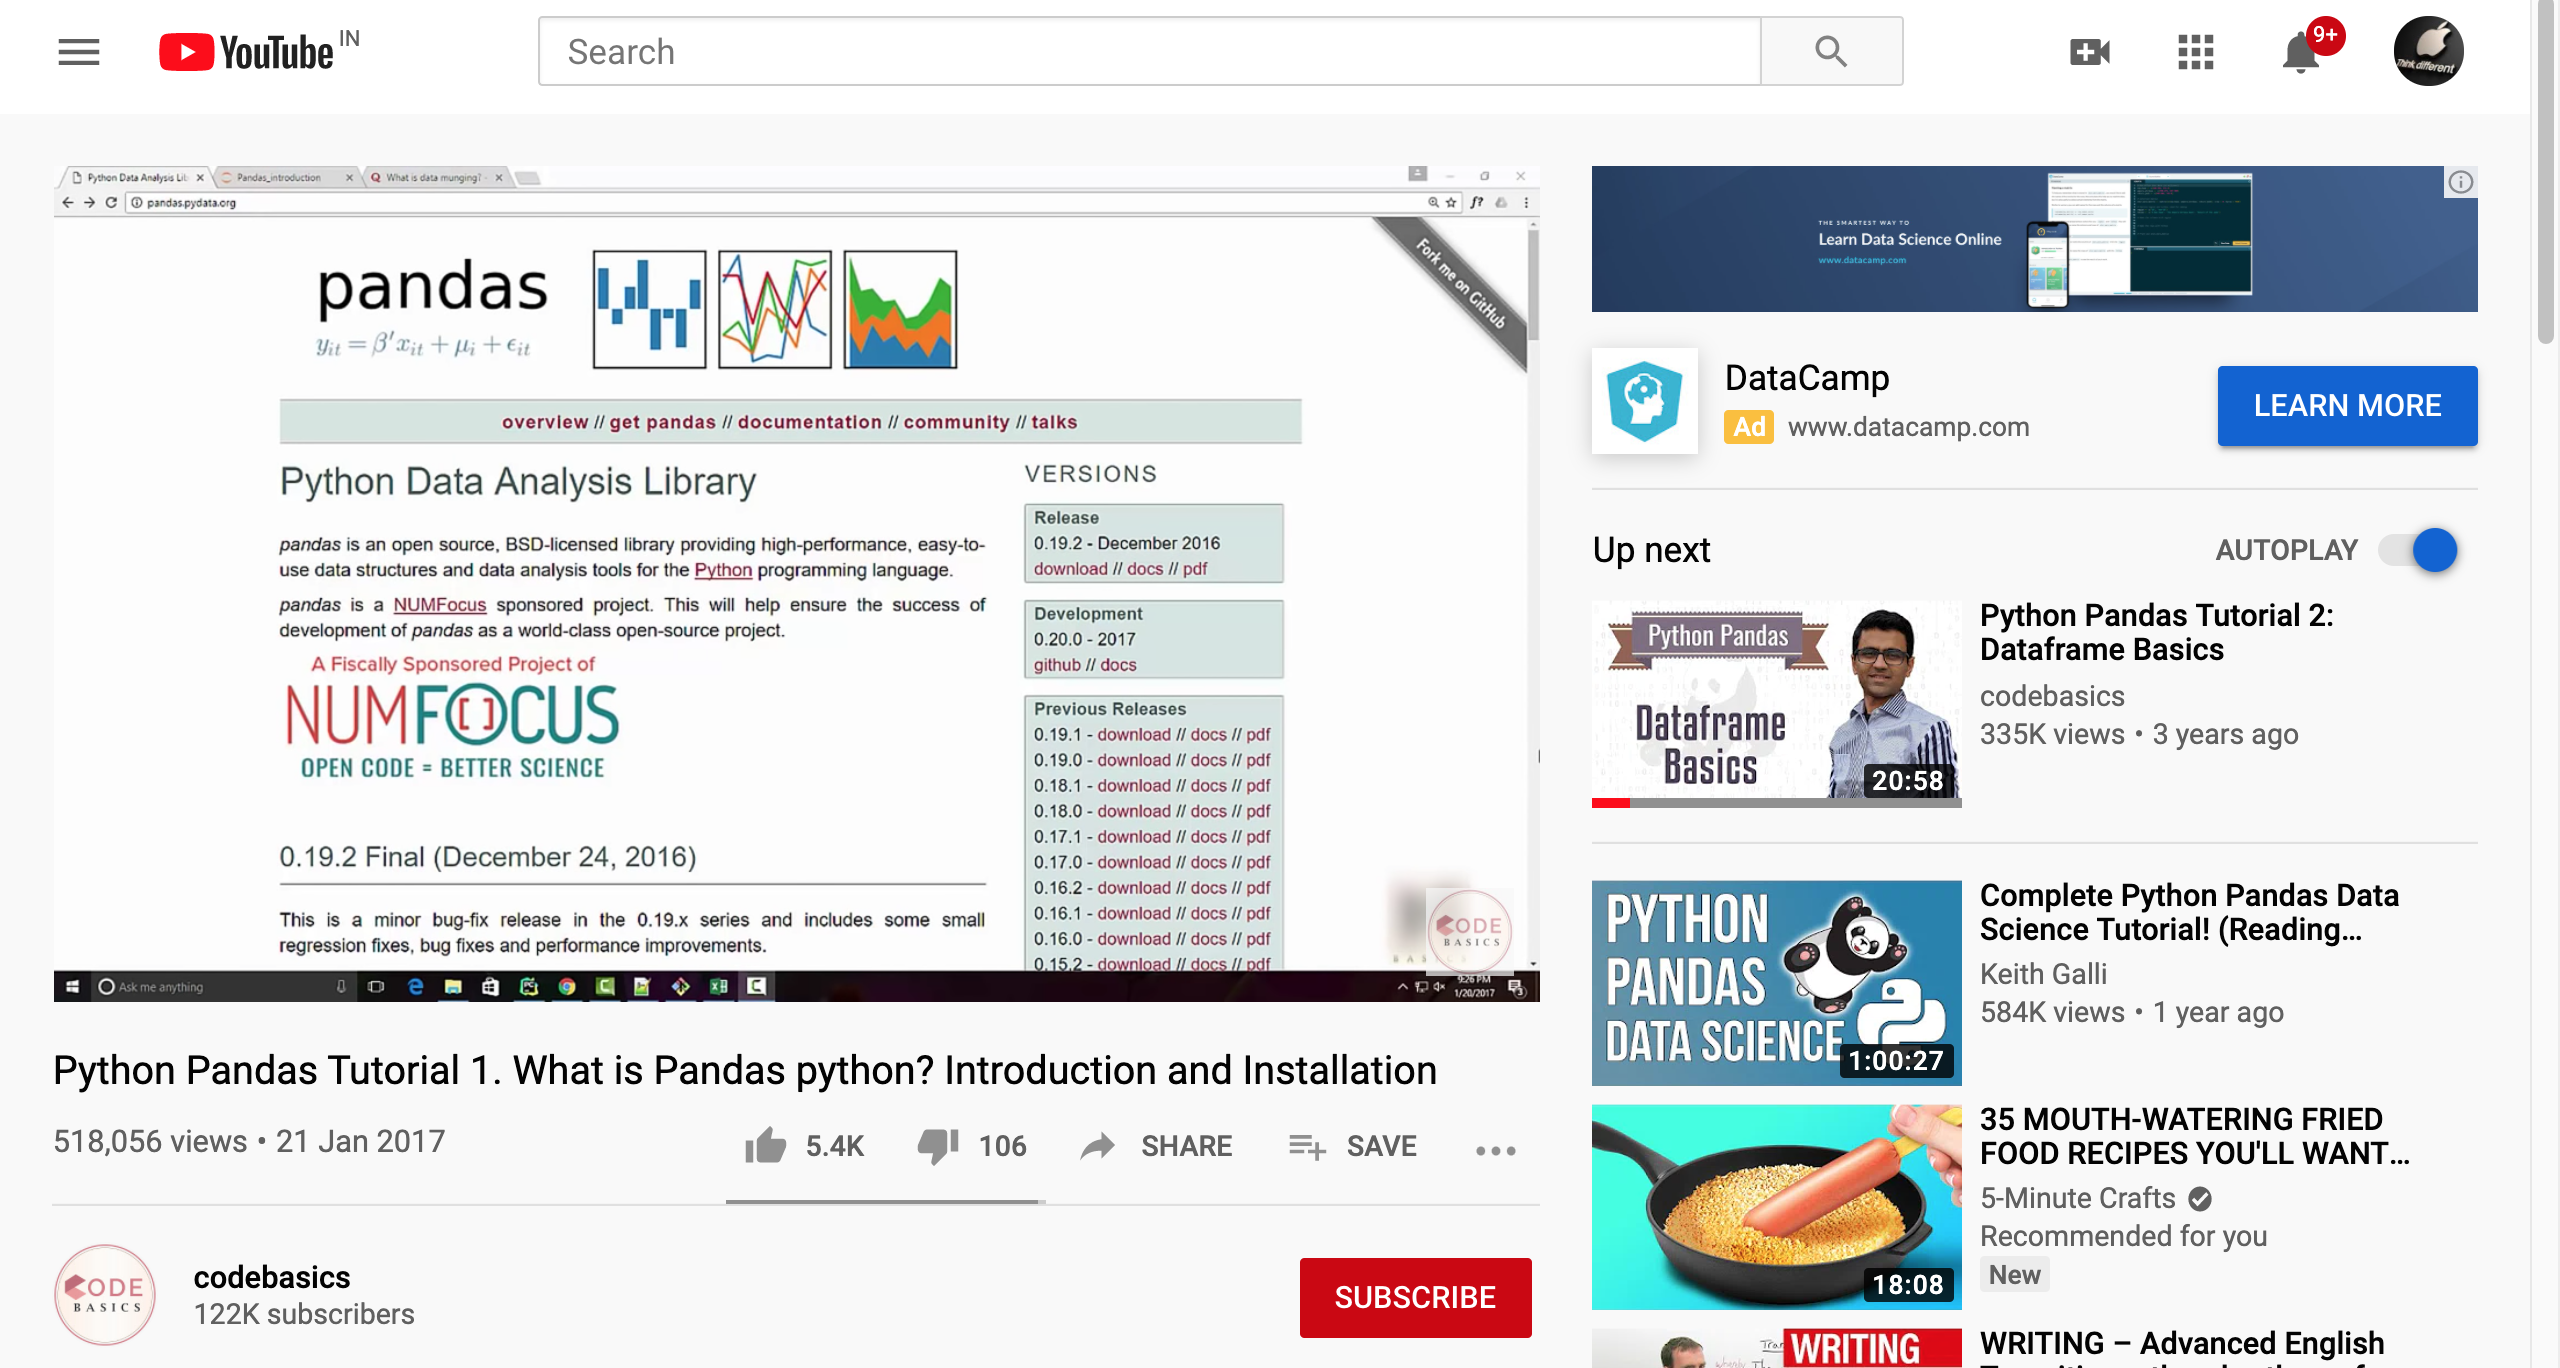 YouTube IN
Search
9+
Think different
Python Data Analysis Lib
Pandas_introduction
What is data munging? -
pandas.pydata.org
f?
Fork me on GitHub
pandas
yit = β′xit + μi + ϵit
overview // get pandas // documentation // community // talks
Python Data Analysis Library
pandas is an open source, BSD-licensed library providing high-performance, easy-to-
use data structures and data analysis tools for the Python programming language.
pandas is a NUMFocus sponsored project. This will help ensure the success of
development of pandas as a world-class open-source project.
A Fiscally Sponsored Project of
NUMFOCUS
OPEN CODE = BETTER SCIENCE
0.19.2 Final (December 24, 2016)
This is a minor bug-fix release in the 0.19.x series and includes some small
regression fixes, bug fixes and performance improvements.
VERSIONS
Release
0.19.2 - December 2016
download // docs // pdf
Development
0.20.0 - 2017
github // docs
Previous Releases
0.19.1 - download // docs // pdf
0.19.0 - download // docs // pdf
0.18.1 - download // docs // pdf
0.18.0 - download // docs // pdf
0.17.1 - download // docs // pdf
0.17.0 - download // docs // pdf
0.16.2 - download // docs // pdf
0.16.1 - download // docs // pdf
0.16.0 - download // docs // pdf
0.15.2 - download // docs // pdf
CODE
BASICS
Ask me anything
9:26 PM
1/20/2017
Python Pandas Tutorial 1. What is Pandas python? Introduction and Installation
518,056 views • 21 Jan 2017
5.4K
106
SHARE
SAVE
CODE
BASICS
codebasics
122K subscribers
SUBSCRIBE
THE SMARTEST WAY TO
Learn Data Science Online
www.datacamp.com
DataCamp
Ad www.datacamp.com
LEARN MORE
Up next
AUTOPLAY
Python Pandas
Dataframe
Basics
20:58
Python Pandas Tutorial 2:
Dataframe Basics
codebasics
335K views • 3 years ago
PYTHON
PANDAS
DATA SCIENCE
1:00:27
Complete Python Pandas Data
Science Tutorial! (Reading...
Keith Galli
584K views • 1 year ago
18:08
35 MOUTH-WATERING FRIED
FOOD RECIPES YOU'LL WANT...
5-Minute Crafts
Recommended for you
New
WRITING
WRITING – Advanced English